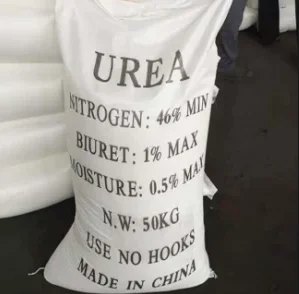 UREA
NITROGEN: 46% MIN
BIURET: 1% MAX
MOISTURE: 0.5% MAX
N.W: 50KG
USE NO HOOKS
MADE IN CHINA